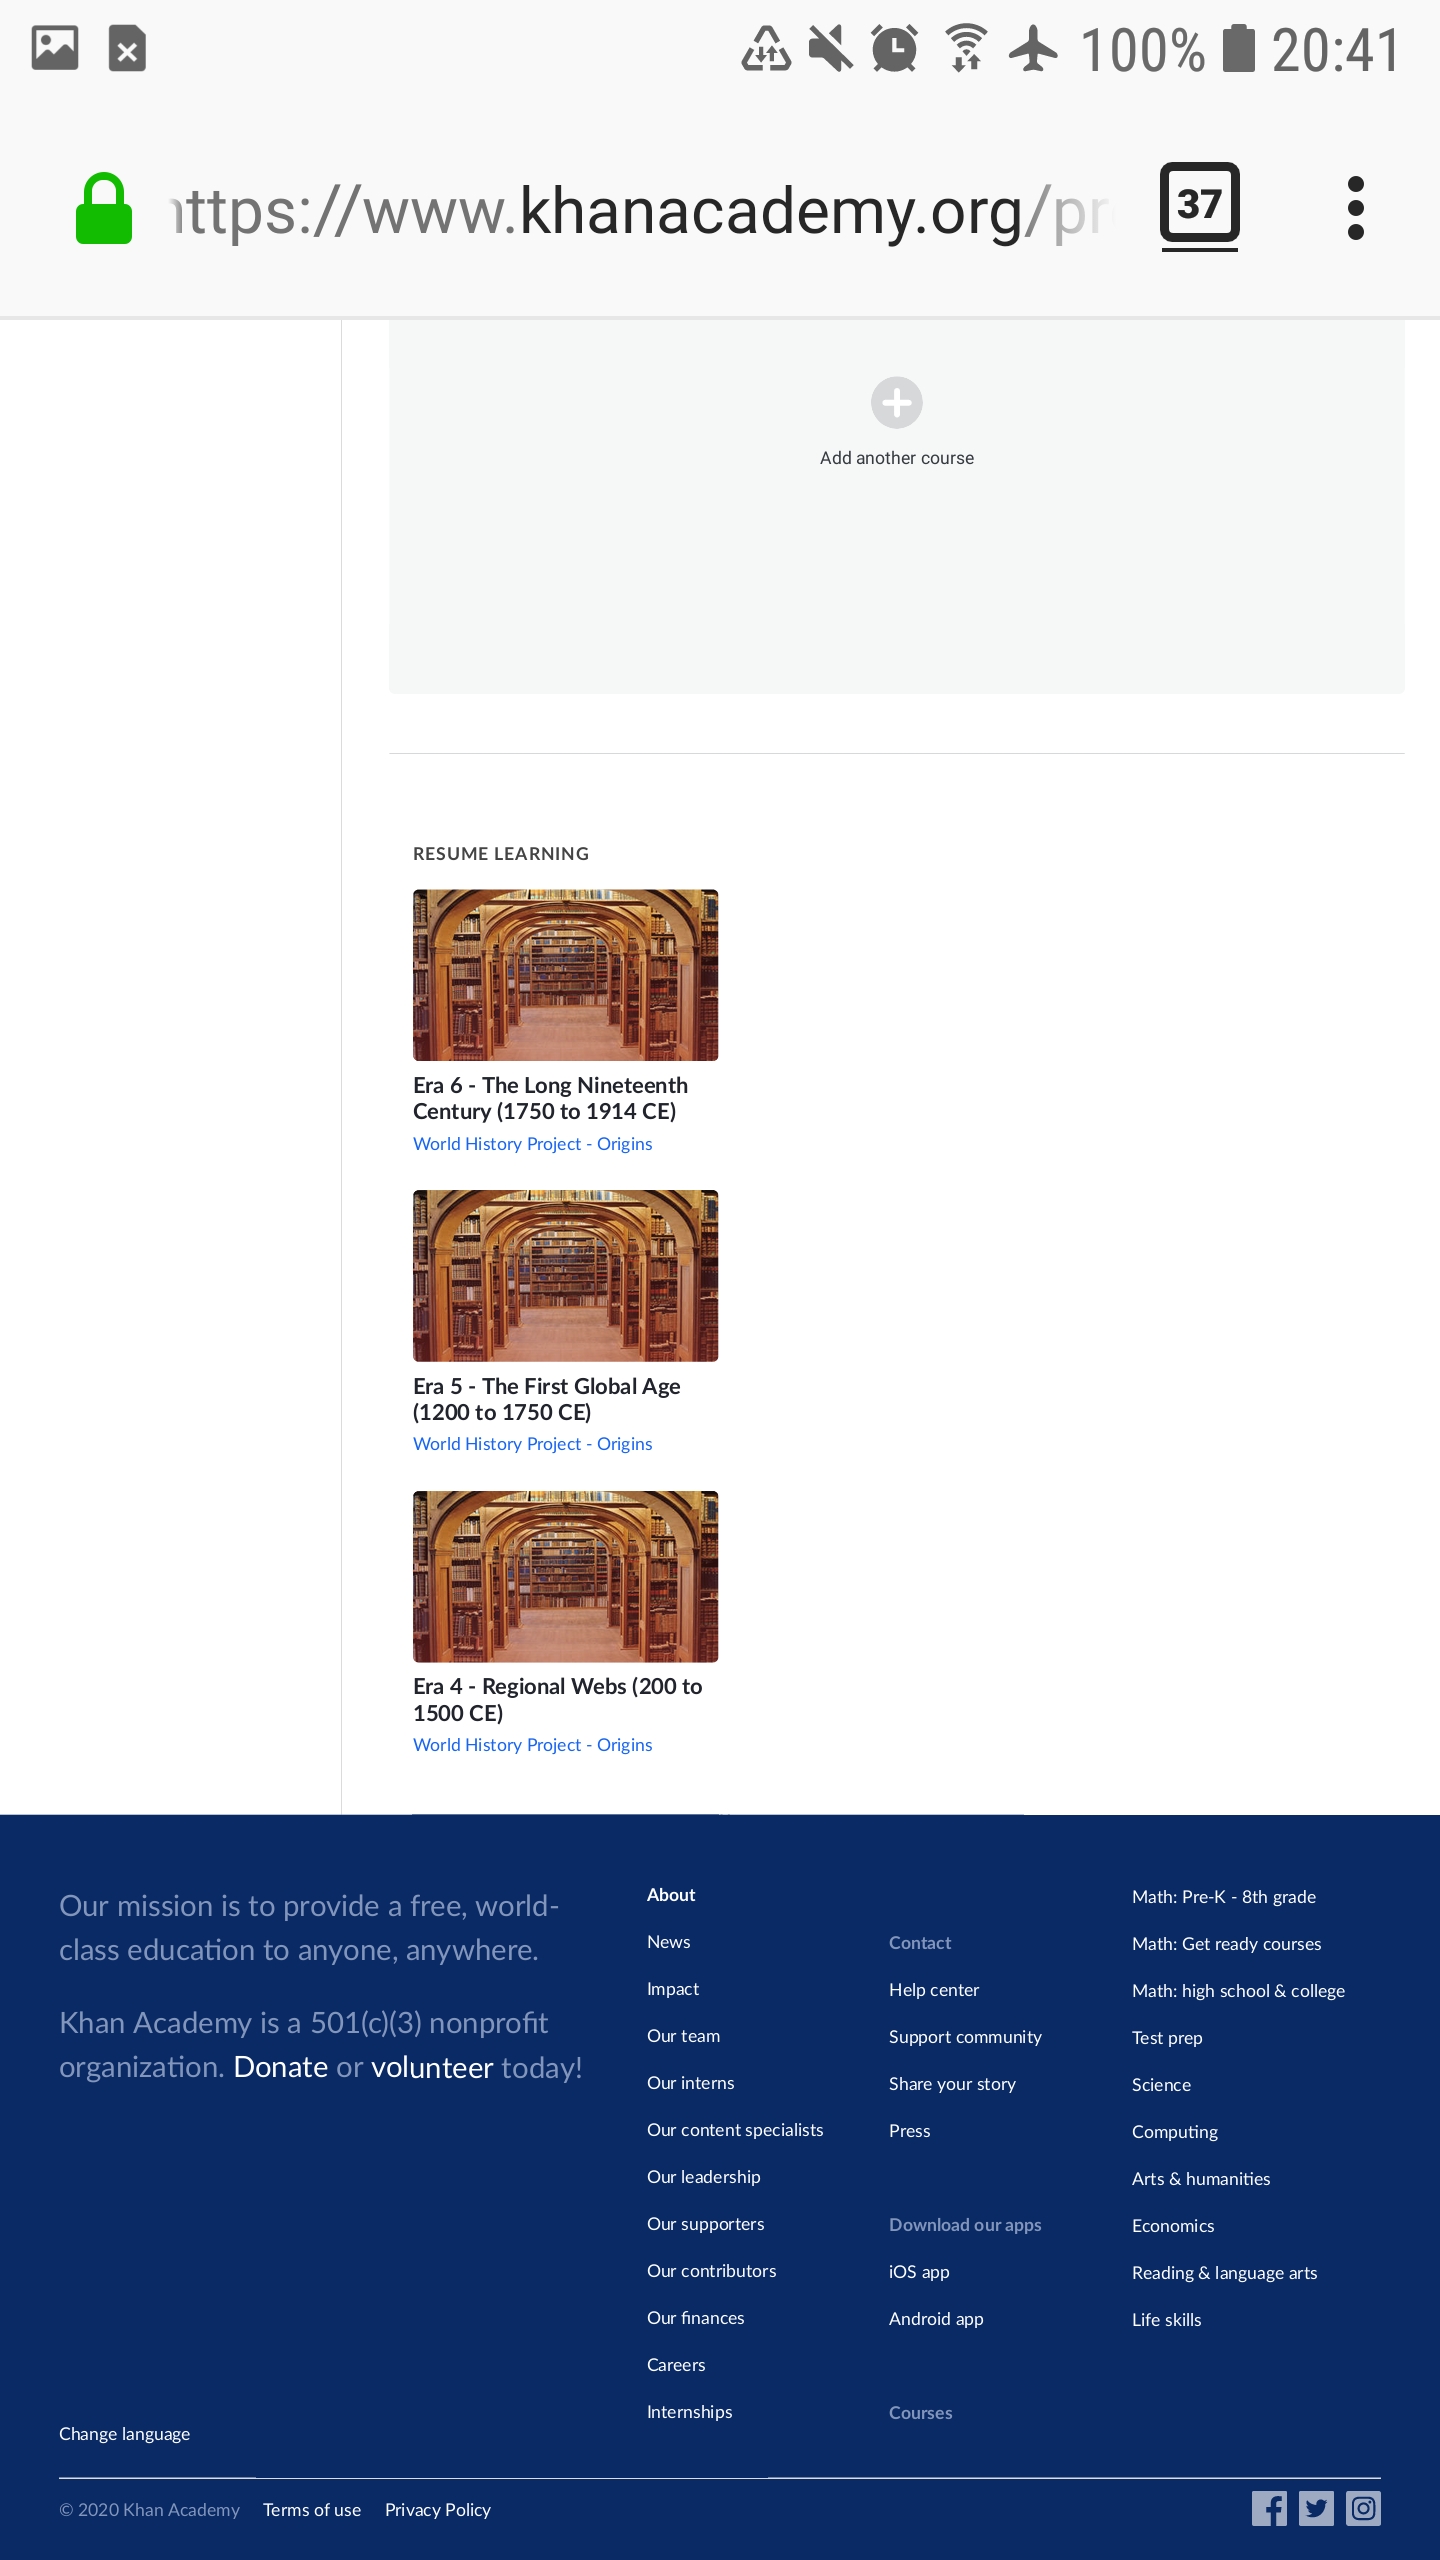 100% 20:41
https://www.khanacademy.org/pr
37
Add another course
RESUME LEARNING
Era 6 - The Long Nineteenth
Century (1750 to 1914 CE)
World History Project - Origins
Era 5 - The First Global Age
(1200 to 1750 CE)
World History Project - Origins
Era 4 - Regional Webs (200 to
1500 CE)
World History Project - Origins
Our mission is to provide a free, world-
class education to anyone, anywhere.
Khan Academy is a 501(c)(3) nonprofit
organization. Donate or volunteer today!
About
News
Impact
Our team
Our interns
Our content specialists
Our leadership
Our supporters
Our contributors
Our finances
Careers
Internships
Contact
Help center
Support community
Share your story
Press
Download our apps
iOS app
Android app
Courses
Math: Pre-K - 8th grade
Math: Get ready courses
Math: high school & college
Test prep
Science
Computing
Arts & humanities
Economics
Reading & language arts
Life skills
Change language
© 2020 Khan Academy Terms of use Privacy Policy